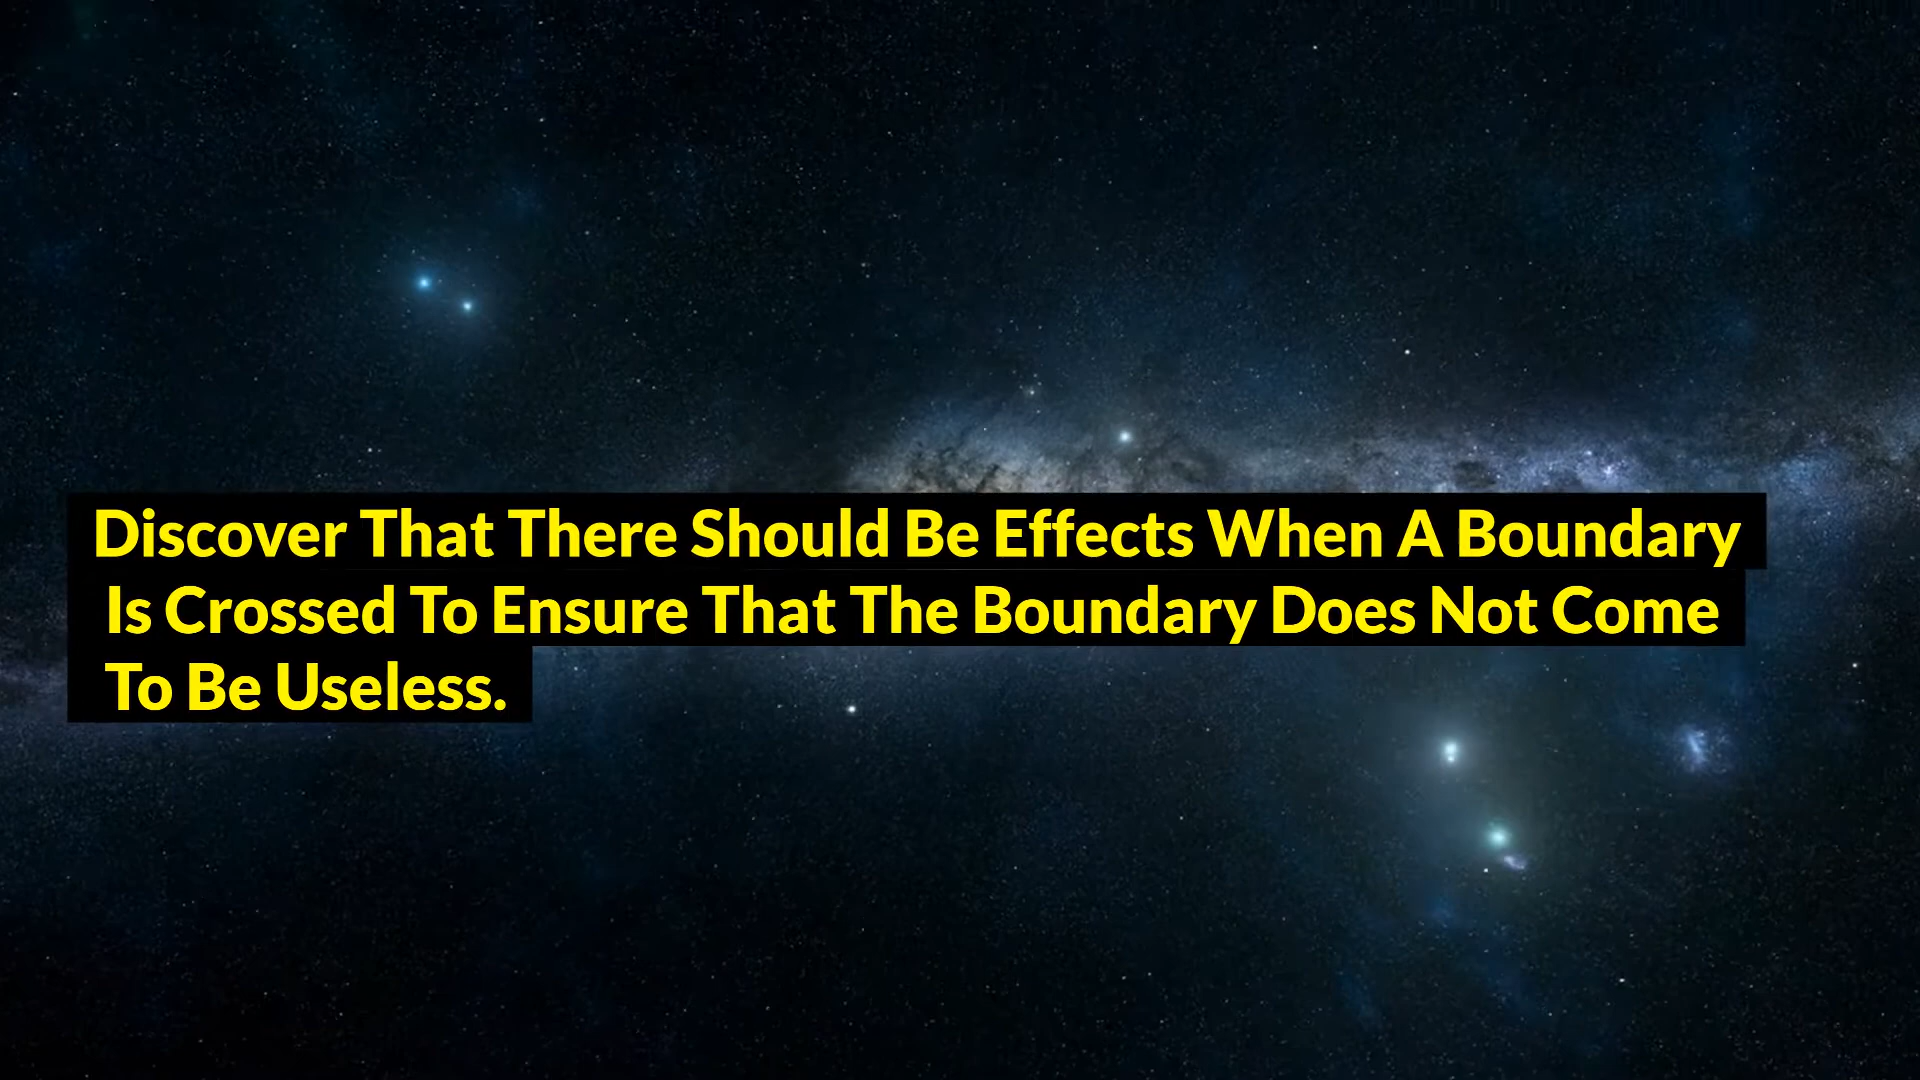 Discover That There Should Be Effects When A Boundary
Is Crossed To Ensure That The Boundary Does Not Come
To Be Useless.